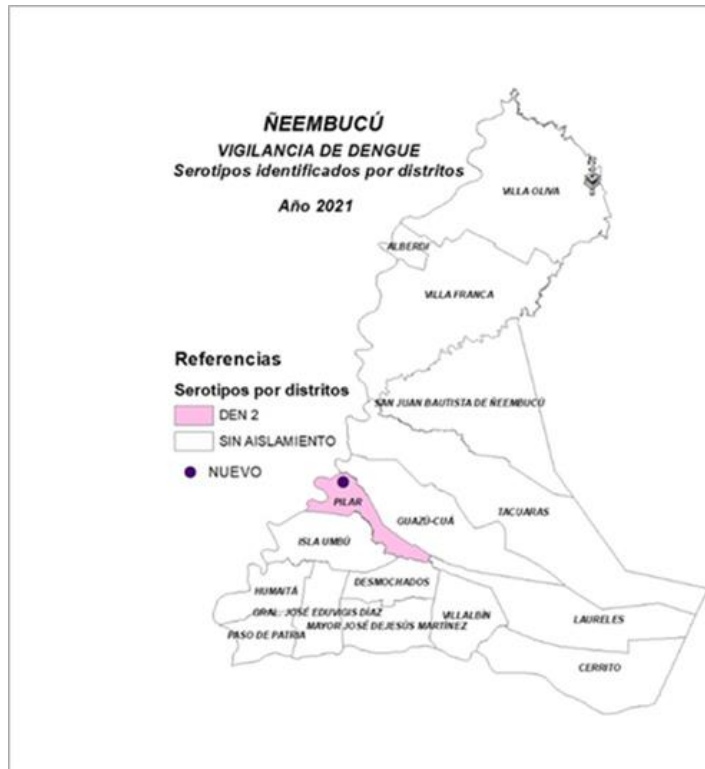 ÑEEMBUCÚ
VIGILANCIA DE DENGUE
Serotipos identificados por distritos
Año 2021
VILLA OLIVA
ALBERDI
VILLA FRANCA
Referencias
Serotipos por distritos
DEN 2
SIN AISLAMIENTO
NUEVO
SAN JUAN BAUTISTA DE ÑEEMBUCÚ
PILAR
GUAZÚ-CUÁ
TACUARAS
ISLA UMBÚ
DESMOCHADOS
HUMAITÁ
GRAL. JOSÉ EDUVIGIS DÍAZ
VILLALBÍN
LAURELES
PASO DE PATRIA
MAYOR JOSÉ DEJESÚS MARTÍNEZ
CERRITO